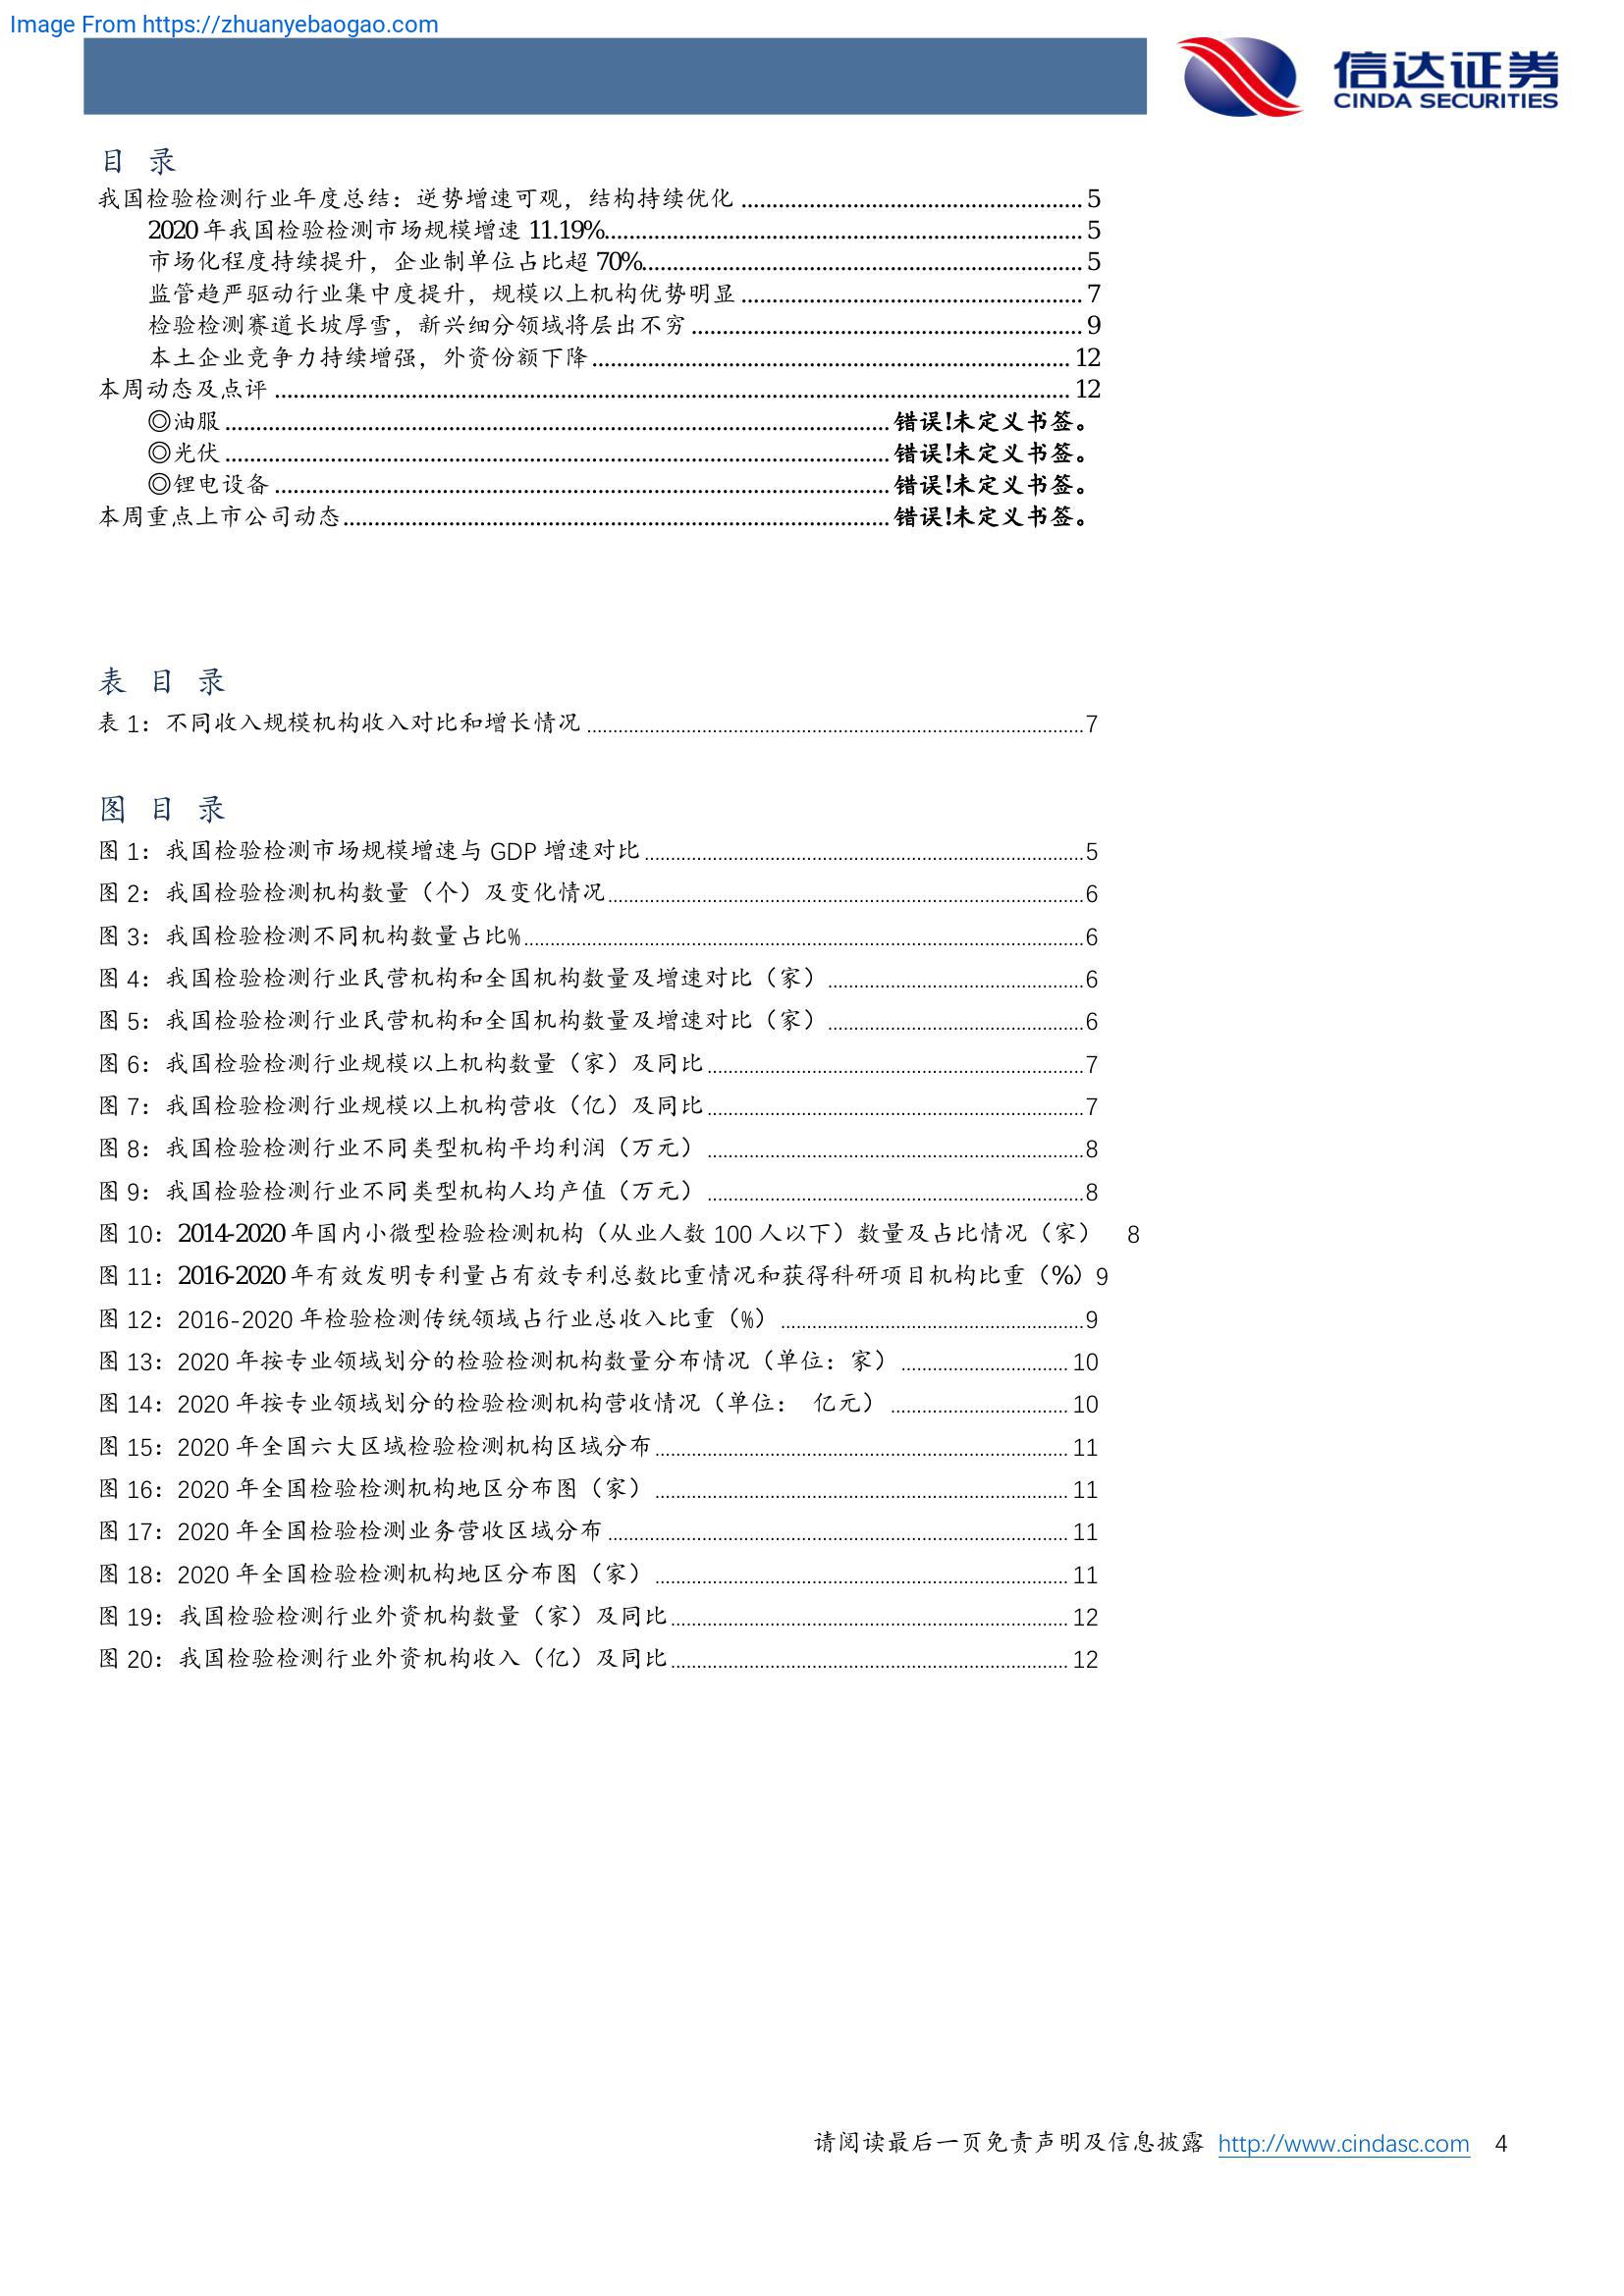 Image From https://zhuanyebaogao.com
信达证券
CINDA SECURITIES
目 录
我国检验检测行业年度总结：逆势增速可观，结构持续优化 ........ 5
2020 年我国检验检测市场规模增速 11.19%........ 5
市场化程度持续提升，企业制单位占比超 70%........ 5
监管趋严驱动行业集中度提升，规模以上机构优势明显 ........ 7
检验检测赛道长坡厚雪，新兴细分领域将层出不穷 ........ 9
本土企业竞争力持续增强，外资份额下降 ........ 12
本周动态及点评 ........ 12
◎油服 ........ 错误!未定义书签。
◎光伏 ........ 错误!未定义书签。
◎锂电设备 ........ 错误!未定义书签。
本周重点上市公司动态........ 错误!未定义书签。
表 目 录
表 1：不同收入规模机构收入对比和增长情况 ........ 7
图 目 录
图 1：我国检验检测市场规模增速与 GDP 增速对比 ........ 5
图 2：我国检验检测机构数量（个）及变化情况 ........ 6
图 3：我国检验检测不同机构数量占比% ........ 6
图 4：我国检验检测行业民营机构和全国机构数量及增速对比（家） ........ 6
图 5：我国检验检测行业民营机构和全国机构数量及增速对比（家） ........ 6
图 6：我国检验检测行业规模以上机构数量（家）及同比 ........ 7
图 7：我国检验检测行业规模以上机构营收（亿）及同比 ........ 7
图 8：我国检验检测行业不同类型机构平均利润（万元） ........ 8
图 9：我国检验检测行业不同类型机构人均产值（万元） ........ 8
图 10：2014-2020 年国内小微型检验检测机构（从业人数 100 人以下）数量及占比情况（家） 8
图 11：2016-2020 年有效发明专利量占有效专利总数比重情况和获得科研项目机构比重（%） 9
图 12：2016-2020 年检验检测传统领域占行业总收入比重（%） ........ 9
图 13：2020 年按专业领域划分的检验检测机构数量分布情况（单位：家） ........ 10
图 14：2020 年按专业领域划分的检验检测机构营收情况（单位： 亿元） ........ 10
图 15：2020 年全国六大区域检验检测机构区域分布 ........ 11
图 16：2020 年全国检验检测机构地区分布图（家） ........ 11
图 17：2020 年全国检验检测业务营收区域分布 ........ 11
图 18：2020 年全国检验检测机构地区分布图（家） ........ 11
图 19：我国检验检测行业外资机构数量（家）及同比 ........ 12
图 20：我国检验检测行业外资机构收入（亿）及同比 ........ 12
请阅读最后一页免责声明及信息披露 http://www.cindasc.com 4